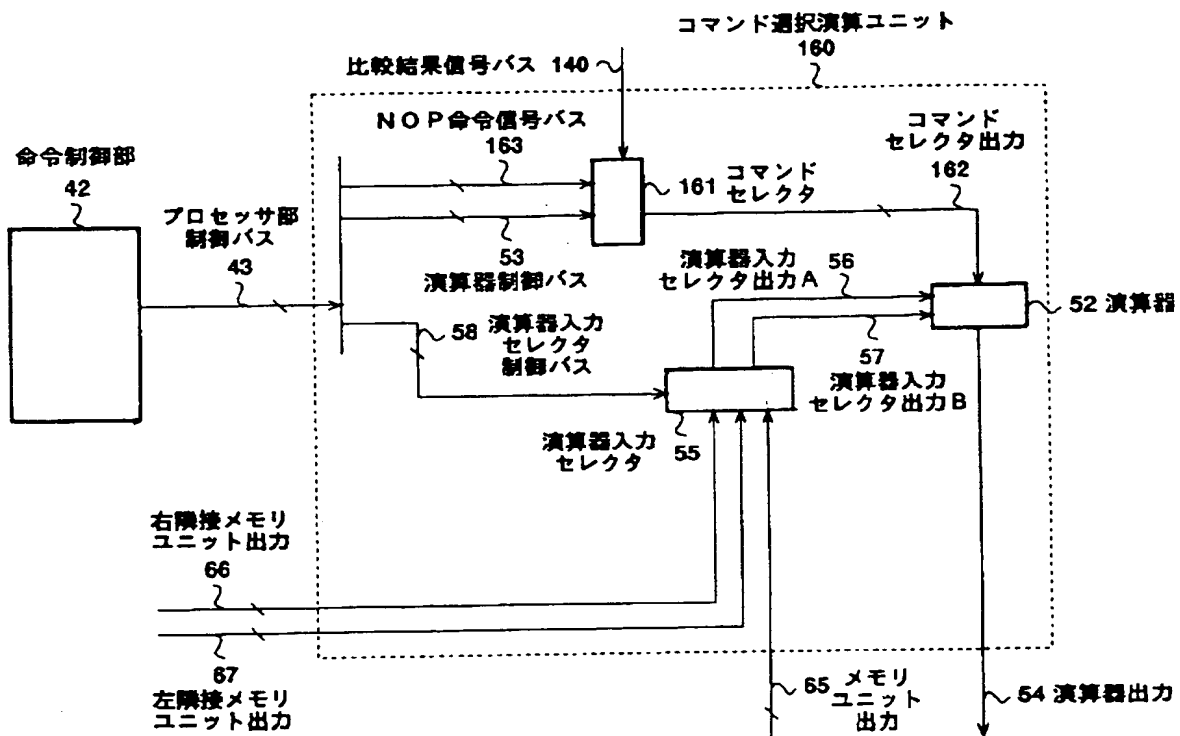 コマンド選択演算ユニット
160
比較結果信号バス 140
NOP命令信号バス
163
コマンド
セレクタ出力
162
命令制御部
42
161 コマンド
セレクタ
プロセッサ部
制御バス
43
53
演算器制御バス
演算器入力
セレクタ出力A
56
52 演算器
58 演算器入力
セレクタ
制御バス
57
演算器入力
セレクタ出力B
演算器入力
セレクタ
55
右隣接メモリ
ユニット出力
66
67
左隣接メモリ
ユニット出力
65 メモリ
ユニット
出力
54 演算器出力